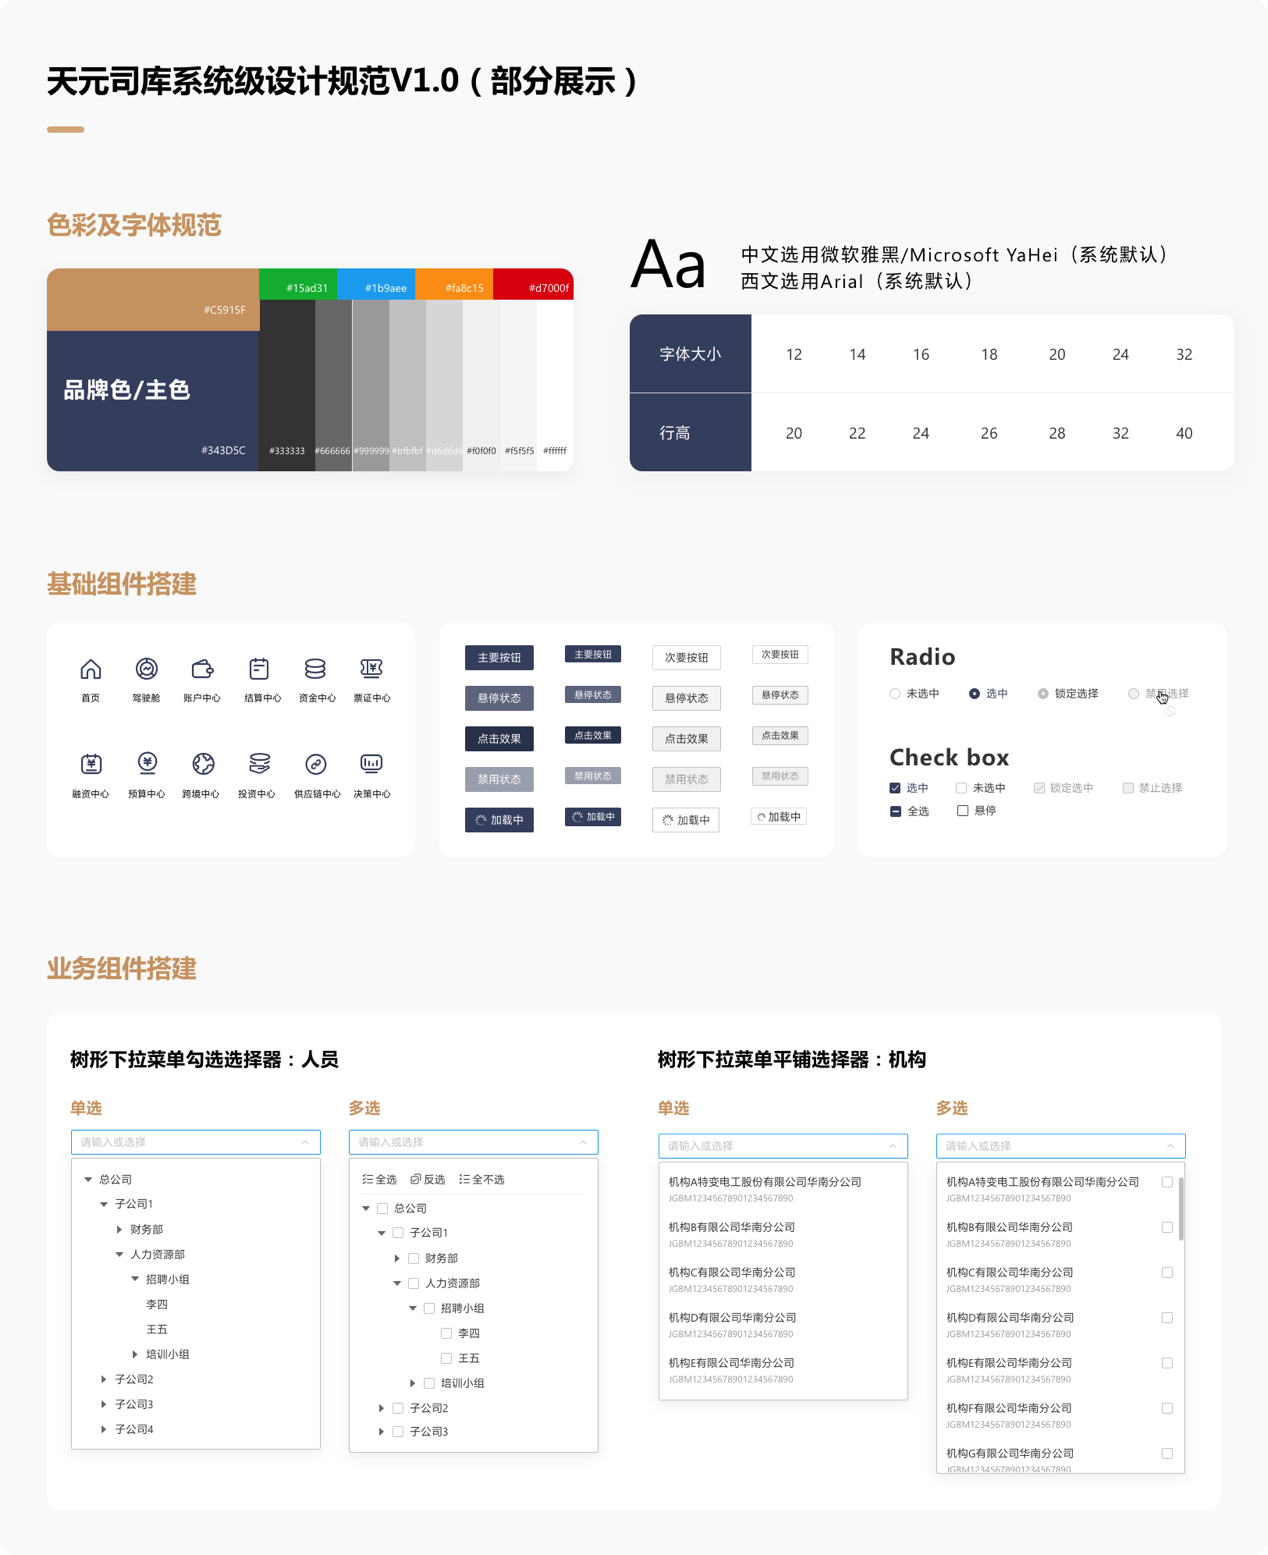 天元司库系统级设计规范V1.0（部分展示）
色彩及字体规范
#C5915F
品牌色/主色
#343D5C
#15ad31 #1b9aee #fa8c15 #d7000f
#333333 #666666 #999999 #bfbfbf #d6d6d6 #f0f0f0 #f5f5f5 #ffffff
Aa
中文选用微软雅黑/Microsoft YaHei（系统默认）
西文选用Arial（系统默认）
字体大小 12 14 16 18 20 24 32
行高 20 22 24 26 28 32 40
基础组件搭建
首页 驾驶舱 账户中心 结算中心 资金中心 票证中心
融资中心 预算中心 跨境中心 投资中心 供应链中心 决策中心
主要按钮 主要按钮 次要按钮 次要按钮
悬停状态 悬停状态 悬停状态 悬停状态
点击效果 点击效果 点击效果 点击效果
禁用状态 禁用状态 禁用状态 禁用状态
加载中 加载中 加载中 加载中
Radio
未选中 选中 锁定选择 禁用选择
Check box
选中 未选中 锁定选中 禁止选择
全选 悬停
业务组件搭建
树形下拉菜单勾选选择器：人员
单选
请输入或选择
总公司
子公司1
财务部
人力资源部
招聘小组
李四
王五
培训小组
子公司2
子公司3
子公司4
多选
请输入或选择
全选 反选 全不选
总公司
子公司1
财务部
人力资源部
招聘小组
李四
王五
培训小组
子公司2
子公司3
树形下拉菜单平铺选择器：机构
单选
请输入或选择
机构A特变电工股份有限公司华南分公司
JGBM12345678901234567890
机构B有限公司华南分公司
JGBM12345678901234567890
机构C有限公司华南分公司
JGBM12345678901234567890
机构D有限公司华南分公司
JGBM12345678901234567890
机构E有限公司华南分公司
JGBM12345678901234567890
多选
请输入或选择
机构A特变电工股份有限公司华南分公司
JGBM12345678901234567890
机构B有限公司华南分公司
JGBM12345678901234567890
机构C有限公司华南分公司
JGBM12345678901234567890
机构D有限公司华南分公司
JGBM12345678901234567890
机构E有限公司华南分公司
JGBM12345678901234567890
机构F有限公司华南分公司
JGBM12345678901234567890
机构G有限公司华南分公司
JGBM12345678901234567890